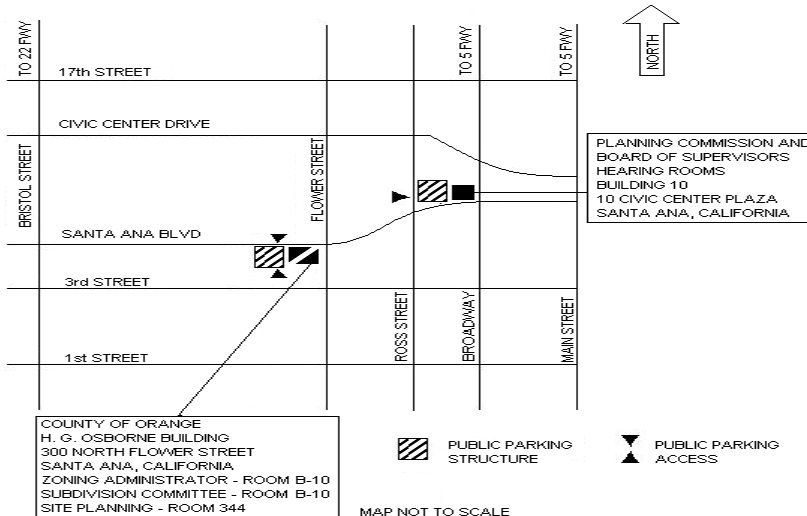 TO 22 FWY
TO 5 FWY
TO 5 FWY
NORTH
17th STREET
CIVIC CENTER DRIVE
BRISTOL STREET
FLOWER STREET
PLANNING COMMISSION AND
BOARD OF SUPERVISORS
HEARING ROOMS
BUILDING 10
10 CIVIC CENTER PLAZA
SANTA ANA, CALIFORNIA
SANTA ANA BLVD
3rd STREET
ROSS STREET
BROADWAY
MAIN STREET
1st STREET
COUNTY OF ORANGE
H. G. OSBORNE BUILDING
300 NORTH FLOWER STREET
SANTA ANA, CALIFORNIA
ZONING ADMINISTRATOR - ROOM B-10
SUBDIVISION COMMITTEE - ROOM B-10
SITE PLANNING - ROOM 344
PUBLIC PARKING
STRUCTURE
PUBLIC PARKING
ACCESS
MAP NOT TO SCALE